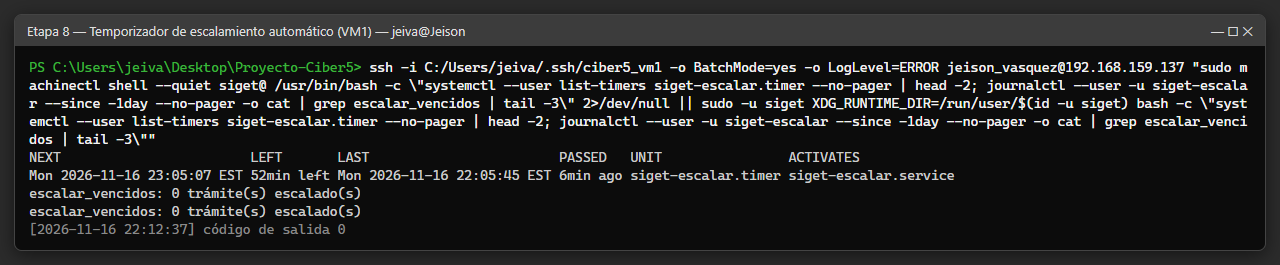 Etapa 8 — Temporizador de escalamiento automático (VM1) — jeiva@Jeison
PS C:\Users\jeiva\Desktop\Proyecto-Ciber5> ssh -i C:/Users/jeiva/.ssh/ciber5_vm1 -o BatchMode=yes -o LogLevel=ERROR jeison_vasquez@192.168.159.137 "sudo m
achinectl shell --quiet siget@ /usr/bin/bash -c \"systemctl --user list-timers siget-escalar.timer --no-pager | head -2; journalctl --user -u siget-escala
r --since -1day --no-pager -o cat | grep escalar_vencidos | tail -3\" 2>/dev/null || sudo -u siget XDG_RUNTIME_DIR=/run/user/$(id -u siget) bash -c \"syst
emctl --user list-timers siget-escalar.timer --no-pager | head -2; journalctl --user -u siget-escalar --since -1day --no-pager -o cat | grep escalar_venci
dos | tail -3\""
NEXT LEFT LAST PASSED UNIT ACTIVATES
Mon 2026-11-16 23:05:07 EST 52min left Mon 2026-11-16 22:05:45 EST 6min ago siget-escalar.timer siget-escalar.service
escalar_vencidos: 0 trámite(s) escalado(s)
escalar_vencidos: 0 trámite(s) escalado(s)
[2026-11-16 22:12:37] código de salida 0